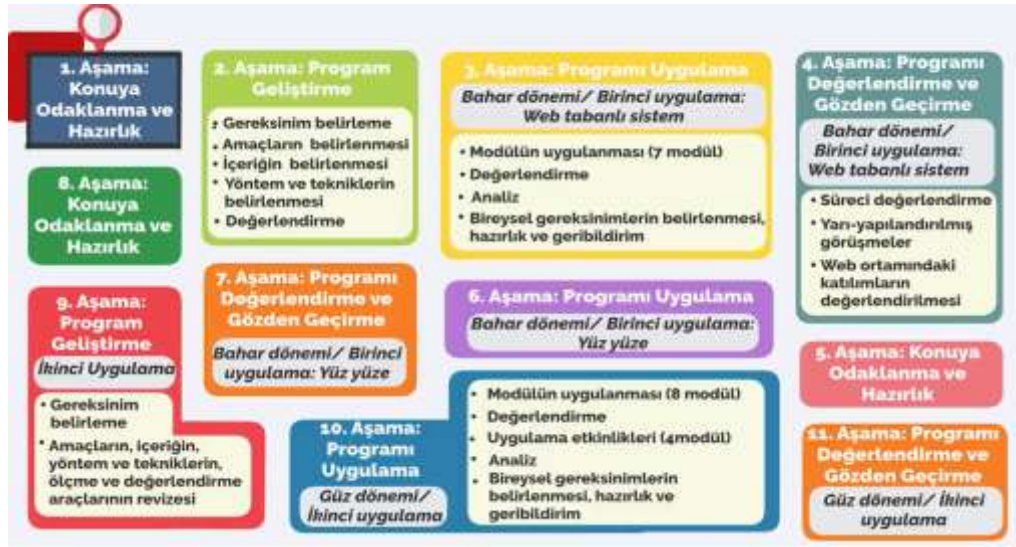 1. Aşama:
Konuya
Odaklanma ve
Hazırlık
2. Aşama: Program
Geliştirme
• Gereksinim belirleme
• Amaçların belirlenmesi
• İçeriğin belirlenmesi
• Yöntem ve tekniklerin
belirlenmesi
• Değerlendirme
3. Aşama: Programı Uygulama
Bahar dönemi/ Birinci uygulama:
Web tabanlı sistem
• Modülün uygulanması (7 modül)
• Değerlendirme
• Analiz
• Bireysel gereksinimlerin belirlenmesi,
hazırlık ve geribildirim
4. Aşama: Programı
Değerlendirme ve
Gözden Geçirme
Bahar dönemi/
Birinci uygulama:
Web tabanlı sistem
• Süreci değerlendirme
• Yarı-yapılandırılmış
görüşmeler
• Web ortamındaki
katılımların
değerlendirilmesi
8. Aşama:
Konuya
Odaklanma ve
Hazırlık
7. Aşama: Programı
Değerlendirme ve
Gözden Geçirme
Bahar dönemi/ Birinci
uygulama: Yüz yüze
6. Aşama: Programı Uygulama
Bahar dönemi/ Birinci uygulama:
Yüz yüze
5. Aşama: Konuya
Odaklanma ve
Hazırlık
9. Aşama:
Program
Geliştirme
İkinci Uygulama
• Gereksinim
belirleme
• Amaçların, içeriğin,
yöntem ve tekniklerin,
ölçme ve değerlendirme
araçlarının revizesi
10. Aşama:
Programı
Uygulama
Güz dönemi/
İkinci uygulama
• Modülün uygulanması (8 modül)
• Değerlendirme
• Uygulama etkinlikleri (4modül)
• Analiz
• Bireysel gereksinimlerin
belirlenmesi, hazırlık ve
geribildirim
11. Aşama: Programı
Değerlendirme ve
Gözden Geçirme
Güz dönemi/ İkinci
uygulama